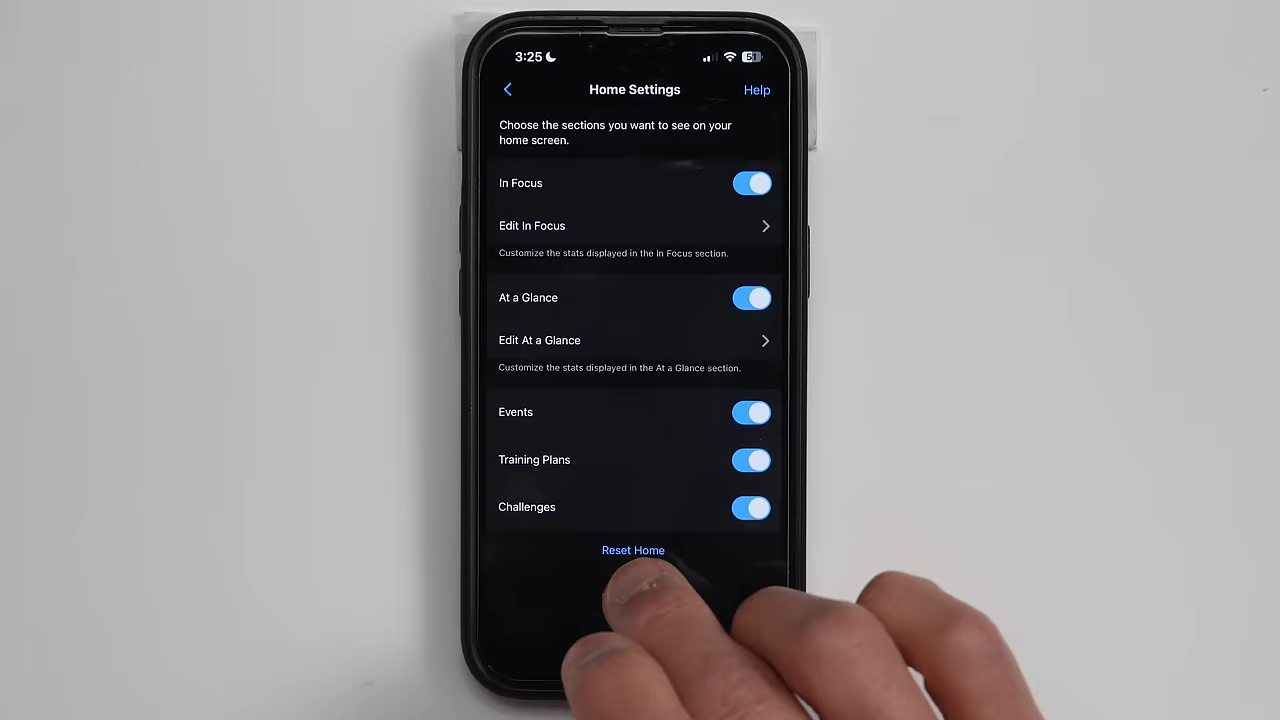 3:25
51
Home Settings
Help
Choose the sections you want to see on your
home screen.
In Focus
Edit In Focus
Customize the stats displayed in the In Focus section.
At a Glance
Edit At a Glance
Customize the stats displayed in the At a Glance section.
Events
Training Plans
Challenges
Reset Home